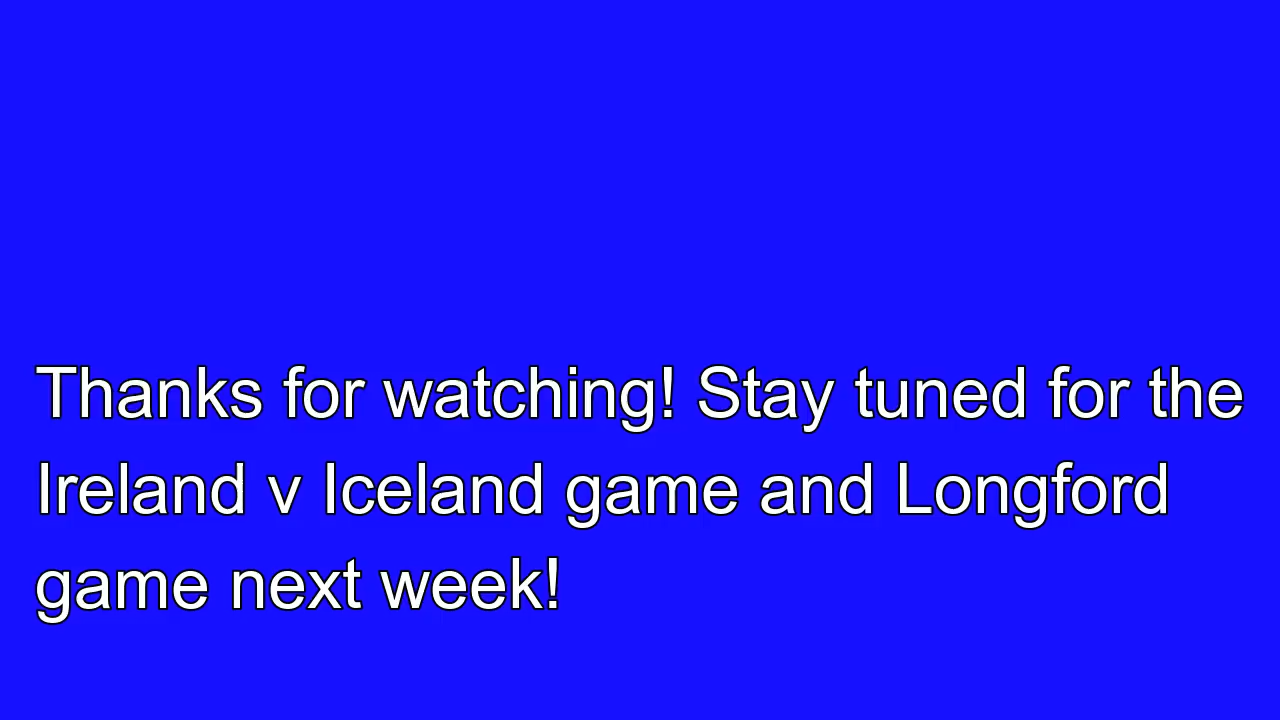 Thanks for watching! Stay tuned for the
Ireland v Iceland game and Longford
game next week!